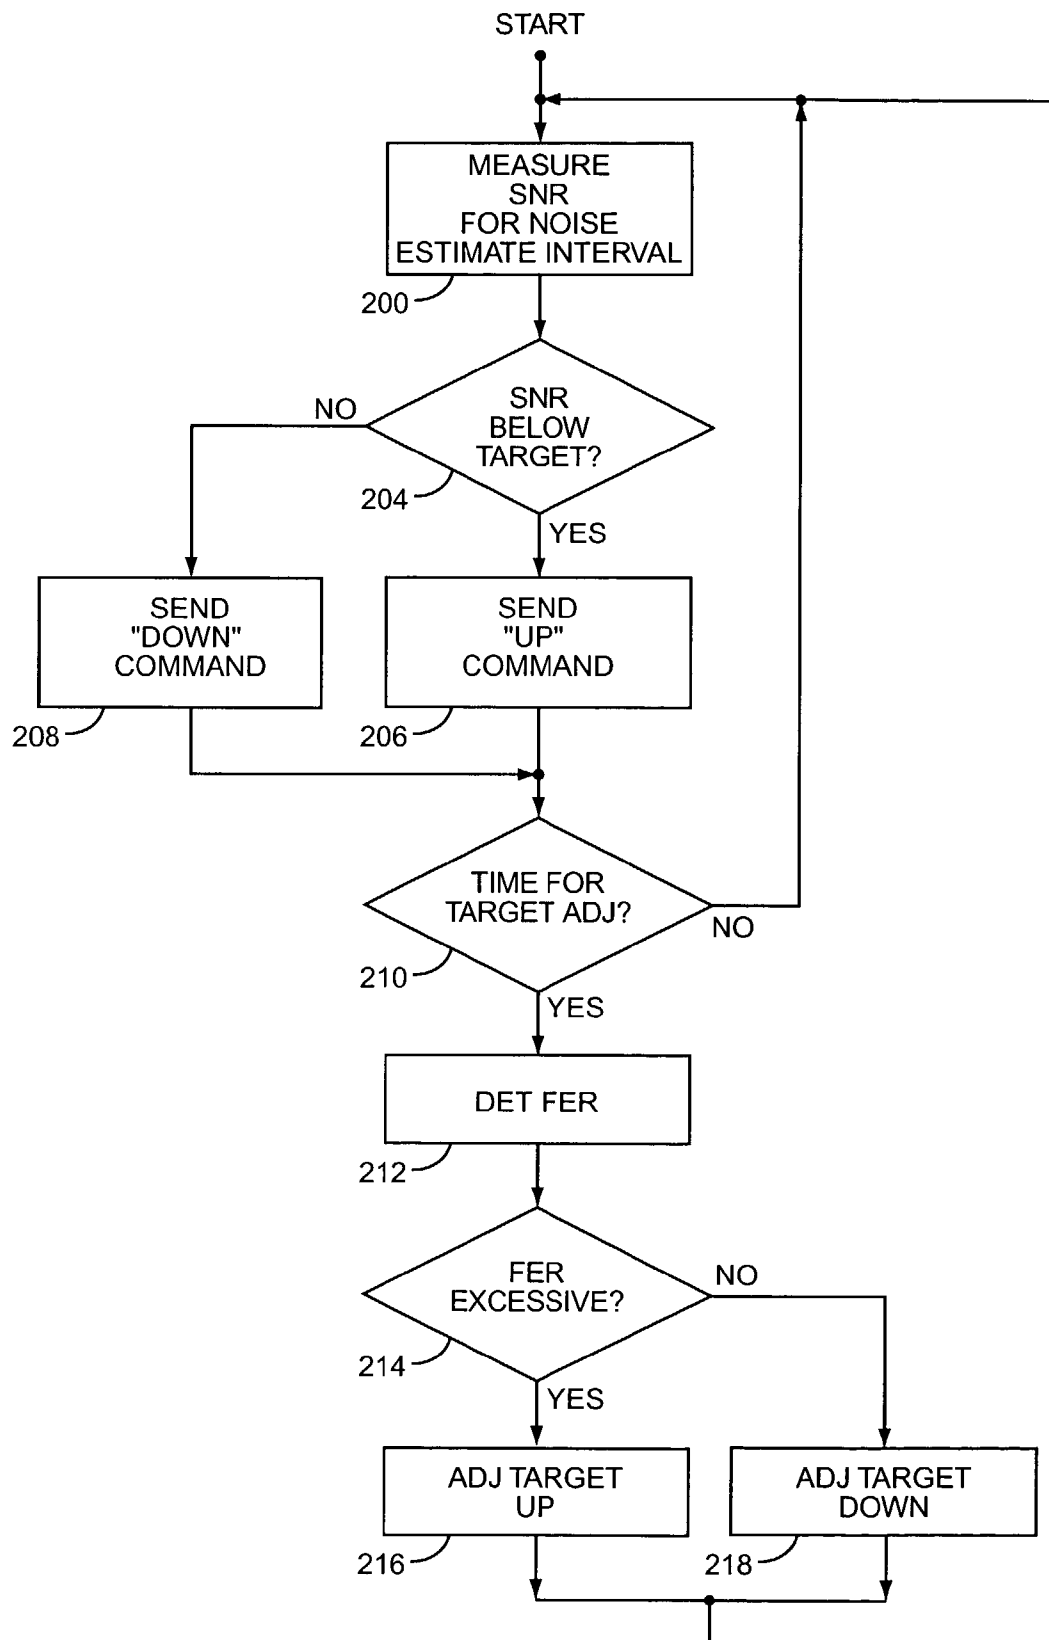 START
MEASURE
SNR
FOR NOISE
ESTIMATE INTERVAL
200
SNR
BELOW
TARGET?
NO
204
YES
SEND
"DOWN"
COMMAND
208
SEND
"UP"
COMMAND
206
TIME FOR
TARGET ADJ?
NO
210
YES
DET FER
212
FER
EXCESSIVE?
NO
214
YES
ADJ TARGET
UP
216
ADJ TARGET
DOWN
218